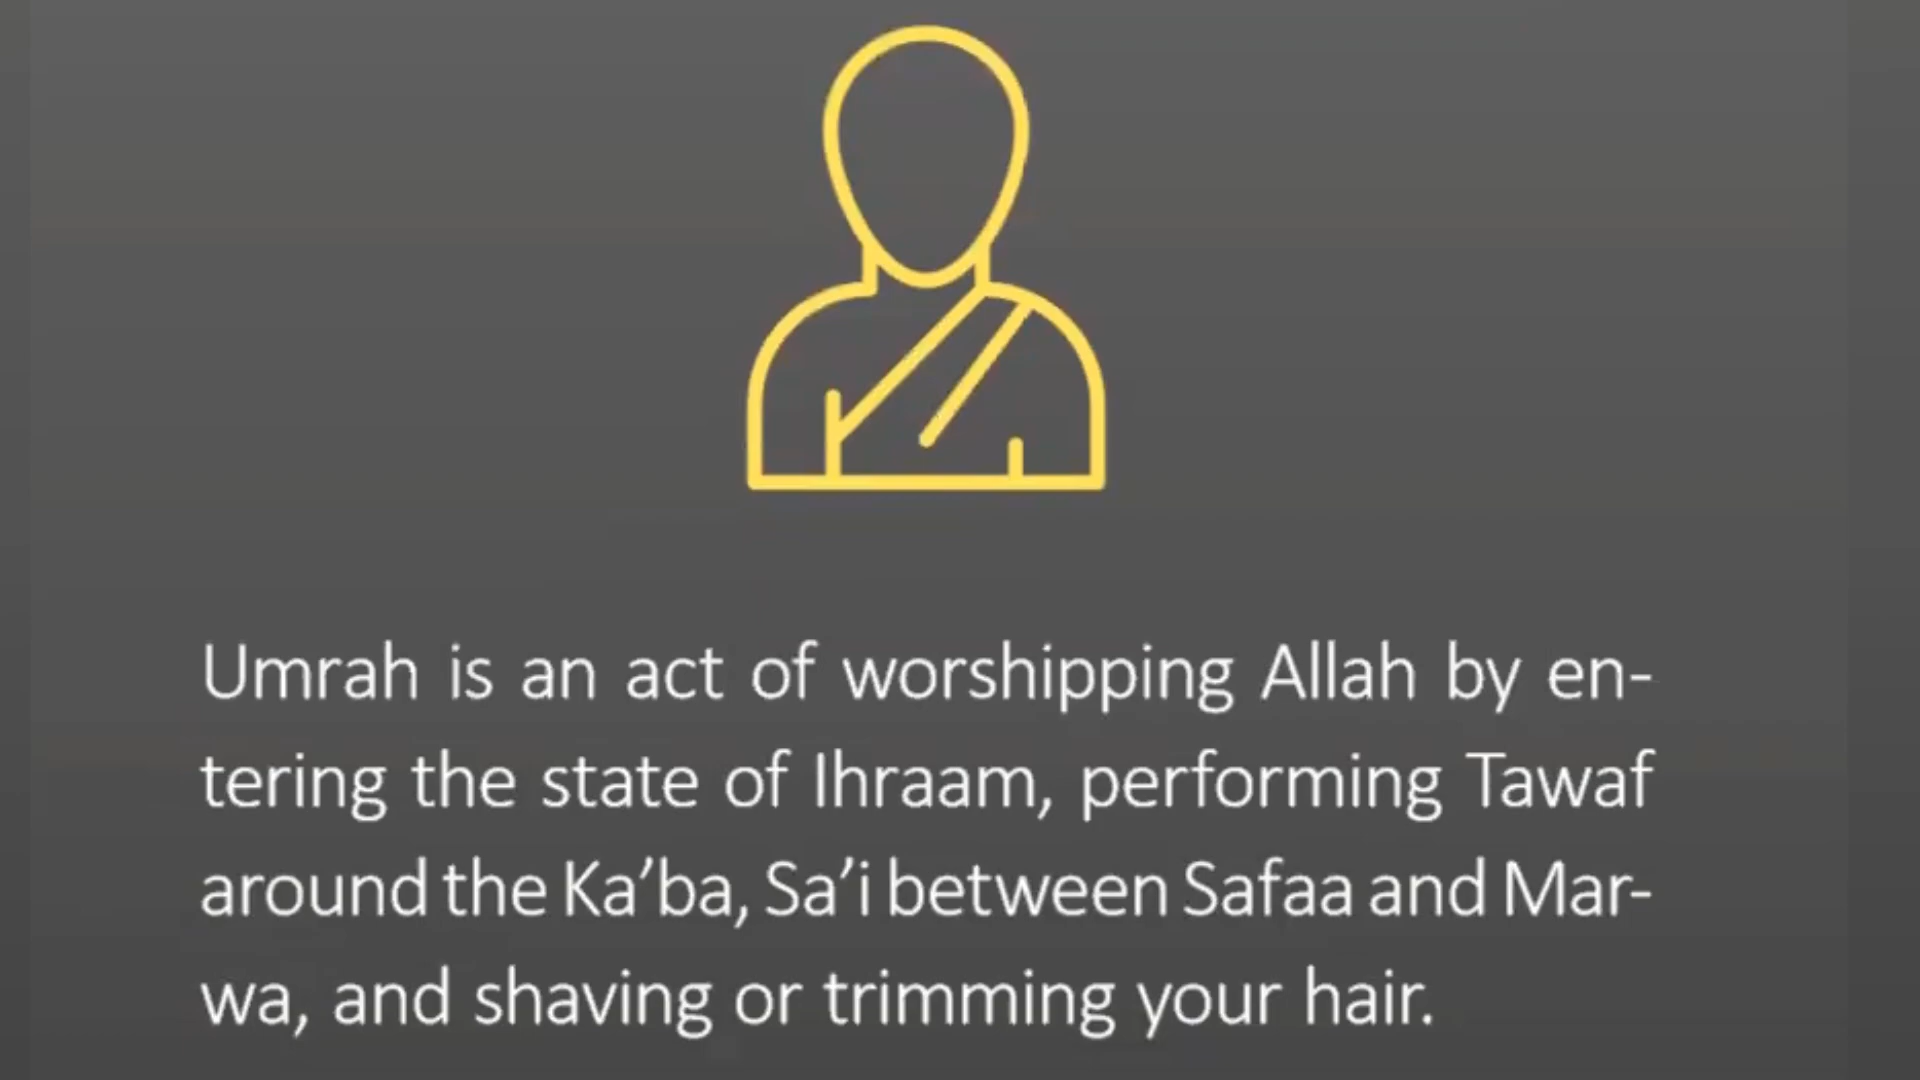 Umrah is an act of worshipping Allah by en-
tering the state of Ihraam, performing Tawaf
around the Ka’ba, Sa’i between Safaa and Mar-
wa, and shaving or trimming your hair.